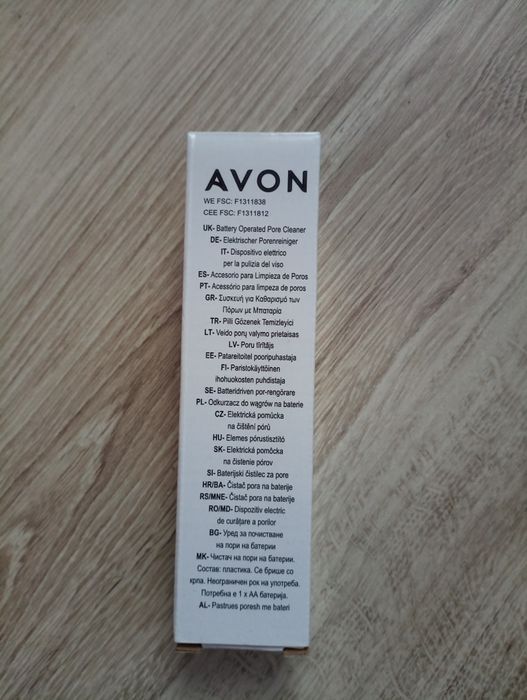 AVON
WE FSC: F1311838
CEE FSC: F1311812
UK- Battery Operated Pore Cleaner
DE- Elektrischer Porenreiniger
IT- Dispositivo elettrico
per la pulizia del viso
ES- Accesorio para Limpieza de Poros
PT- Acessório para limpeza de poros
GR- Συσκευή για Καθαρισμό των
Πόρων με Μπαταρία
TR- Pilli Gözenek Temizleyici
LT- Veido porų valymo prietaisas
LV- Poru tīrītājs
EE- Patareitoitel pooripuhastaja
FI- Paristokäyttöinen
ihohuokosten puhdistaja
SE- Batteridriven por-rengörare
PL- Odkurzacz do wągrów na baterie
CZ- Elektrická pomůcka
na čištění pórů
HU- Elemes pórustisztító
SK- Elektrická pomôcka
na čistenie pórov
SI- Baterijski čistilec za pore
HR/BA- Čistač pora na baterije
RS/MNE- Čistač pora na baterije
RO/MD- Dispozitiv electric
de curățare a porilor
BG- Уред за почистване
на пори на батерии
MK- Чистач на пори на батерии.
Состав: пластика. Се брише со
крпа. Неограничен рок на употреба.
Потребна е 1 x AA батерија.
AL- Pastrues poresh me bateri